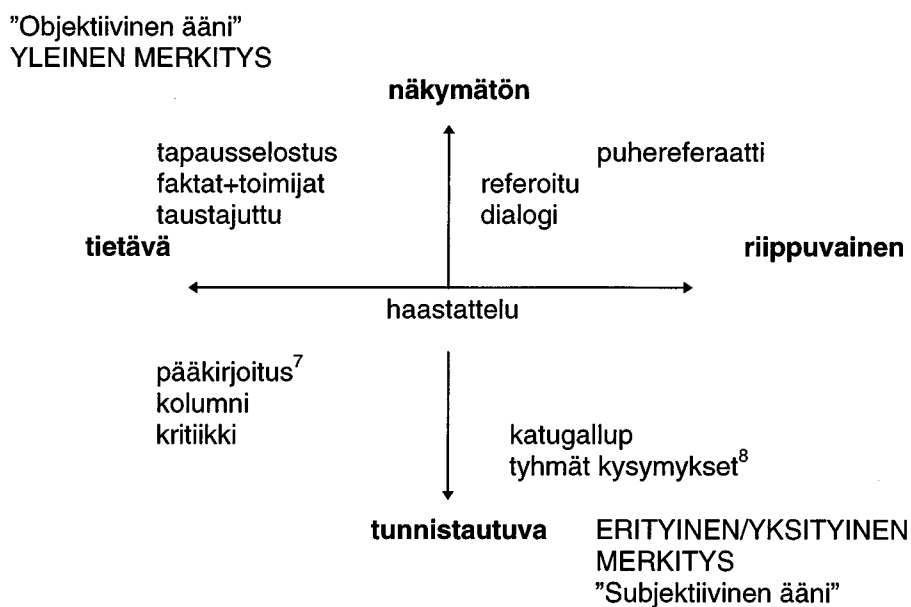 "Objektiivinen ääni"
YLEINEN MERKITYS
näkymätön
tapausselostus
faktat+toimijat
taustajuttu
puhereferaatti
referoitu
dialogi
tietävä
riippuvainen
haastattelu
pääkirjoitus⁷
kolumni
kritiikki
katugallup
tyhmät kysymykset⁸
tunnistautuva
ERITYINEN/YKSITYINEN
MERKITYS
"Subjektiivinen ääni"